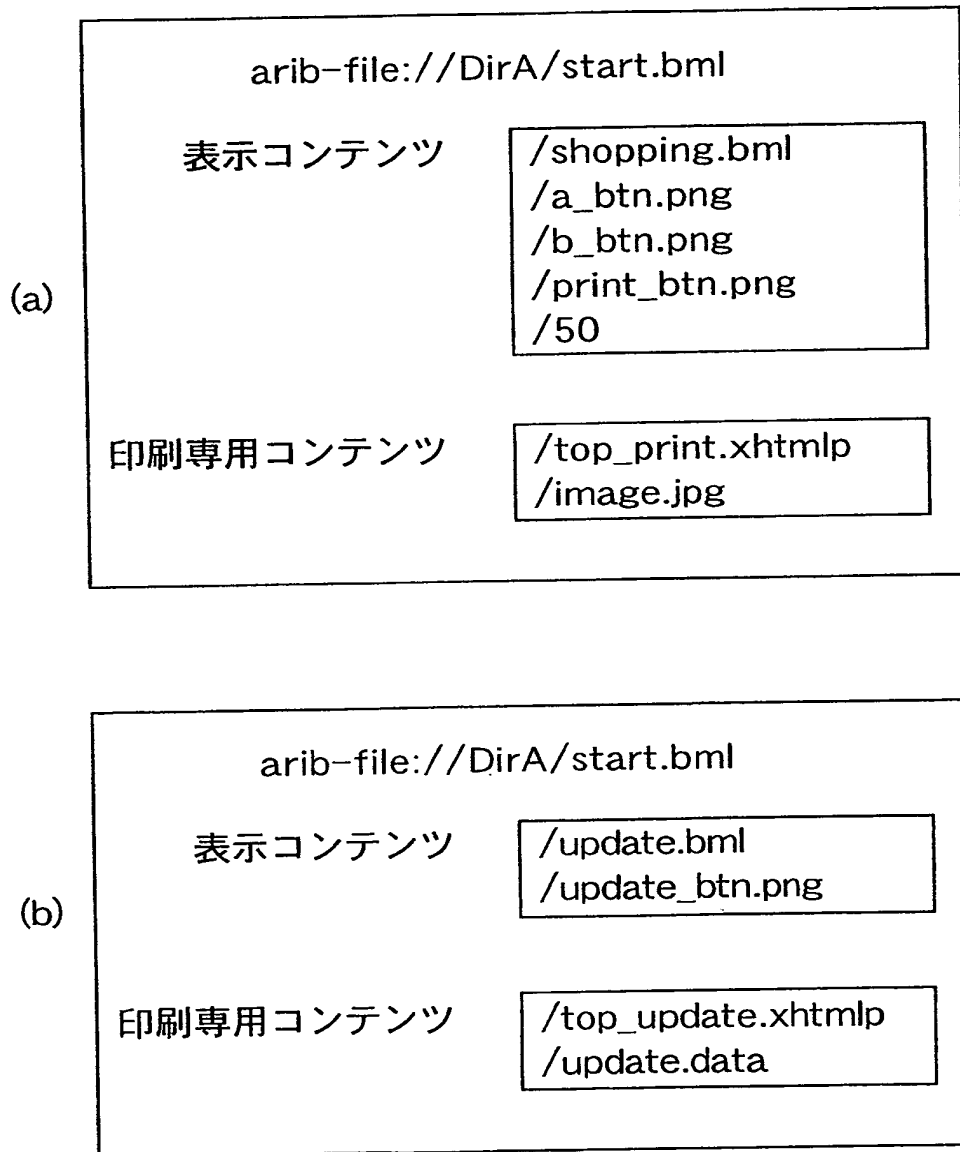 (a)
arib-file://DirA/start.bml
表示コンテンツ
/shopping.bml
/a_btn.png
/b_btn.png
/print_btn.png
/50
印刷専用コンテンツ
/top_print.xhtmlp
/image.jpg
(b)
arib-file://DirA/start.bml
表示コンテンツ
/update.bml
/update_btn.png
印刷専用コンテンツ
/top_update.xhtmlp
/update.data